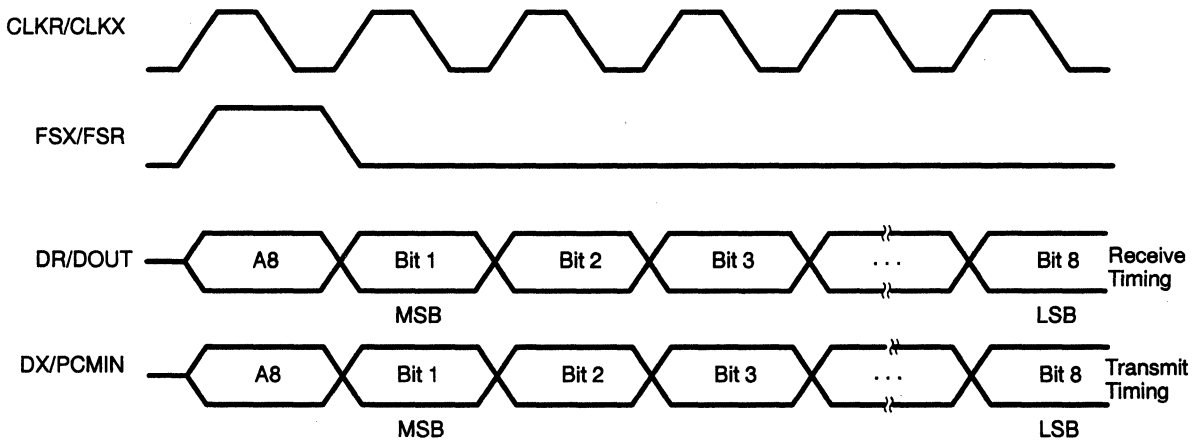 CLKR/CLKX
FSX/FSR
DR/DOUT A8 Bit 1 Bit 2 Bit 3 ... Bit 8 Receive Timing
MSB LSB
DX/PCMIN A8 Bit 1 Bit 2 Bit 3 ... Bit 8 Transmit Timing
MSB LSB